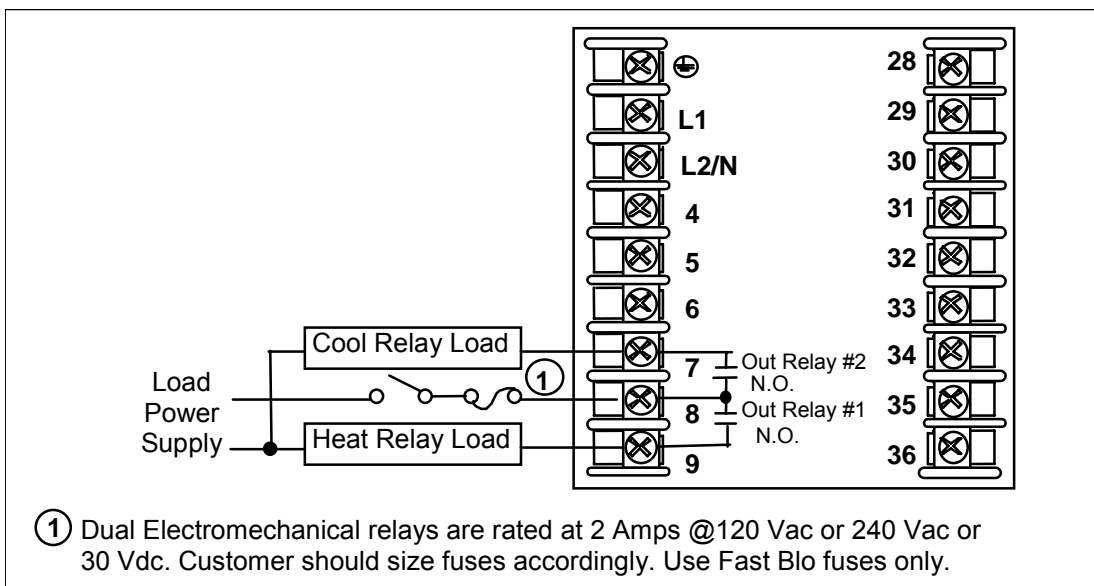 28
L1
29
L2/N
30
4
31
5
32
6
33
Cool Relay Load
7
Out Relay #2
N.O.
34
Load
Power
Supply
1
8
Out Relay #1
N.O.
35
Heat Relay Load
9
36
1 Dual Electromechanical relays are rated at 2 Amps @120 Vac or 240 Vac or
30 Vdc. Customer should size fuses accordingly. Use Fast Blo fuses only.